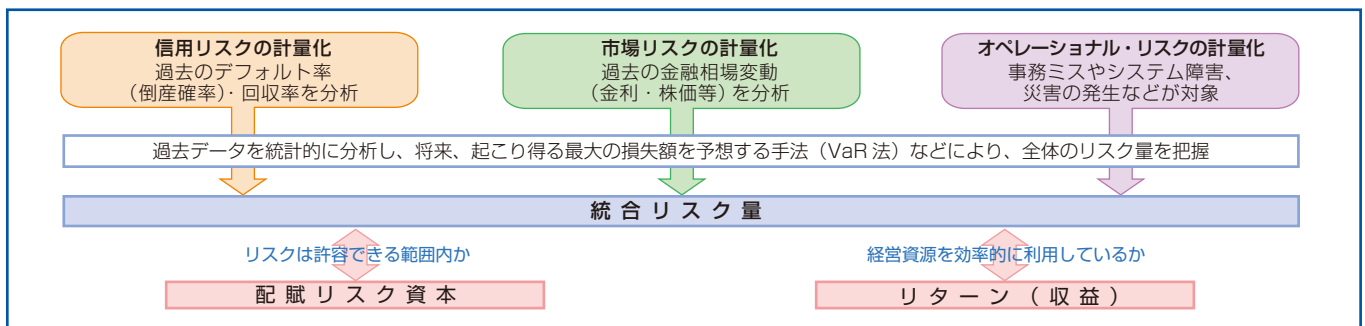 信用リスクの計量化
過去のデフォルト率
（倒産確率）・回収率を分析
市場リスクの計量化
過去の金融相場変動
（金利・株価等）を分析
オペレーショナル・リスクの計量化
事務ミスやシステム障害、
災害の発生などが対象
過去データを統計的に分析し、将来、起こり得る最大の損失額を予想する手法（VaR 法）などにより、全体のリスク量を把握
統合リスク量
リスクは許容できる範囲内か
経営資源を効率的に利用しているか
配賦リスク資本
リターン（収益）